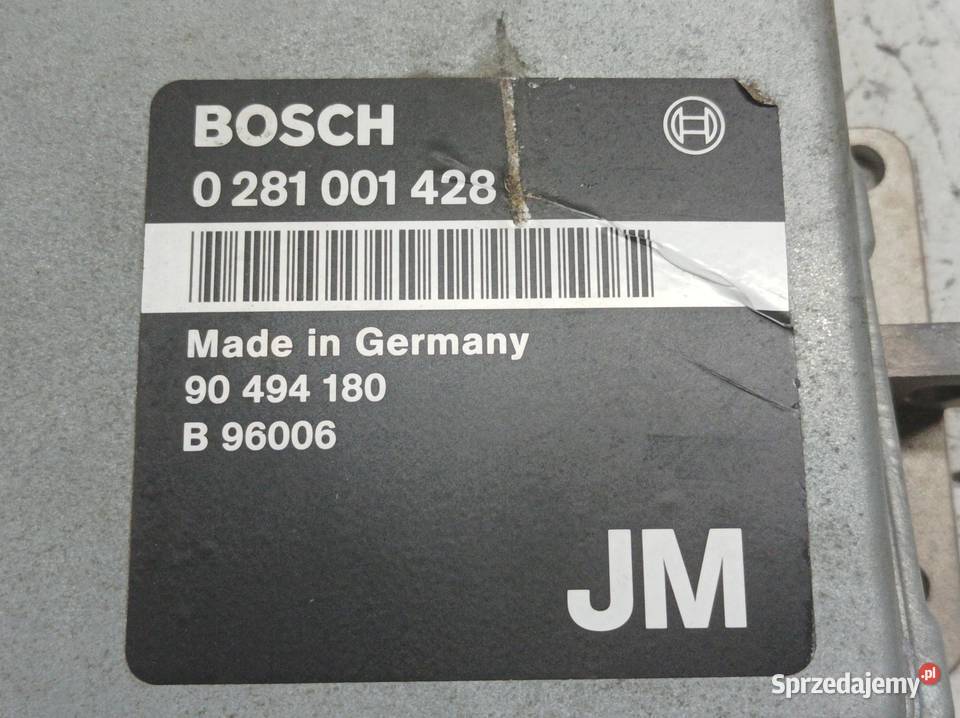 BOSCH
0 281 001 428
Made in Germany
90 494 180
B 96006
JM
Sprzedajemy.pl